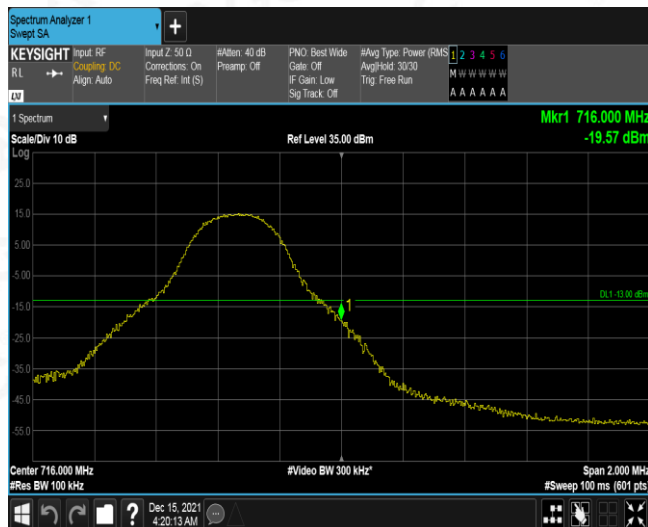 Spectrum Analyzer 1
Swept SA
+
KEYSIGHT
RL
LXI
Input: RF
Coupling: DC
Align: Auto
Input Z: 50 Ω
Corrections: On
Freq Ref: Int (S)
#Atten: 40 dB
Preamp: Off
PNO: Best Wide
Gate: Off
IF Gain: Low
Sig Track: Off
#Avg Type: Power (RMS
Avg|Hold: 30/30
Trig: Free Run
1 2 3 4 5 6
M W W W W W
A A A A A A
1 Spectrum
Scale/Div 10 dB
Ref Level 35.00 dBm
Mkr1 716.000 MHz
-19.57 dBm
Log
25.0
15.0
5.00
-5.00
-15.0
-25.0
-35.0
-45.0
-55.0
DL1 -13.00 dBm
1
Center 716.000 MHz
#Video BW 300 kHz*
Span 2.000 MHz
#Res BW 100 kHz
#Sweep 100 ms (601 pts)
?
Dec 15, 2021
4:20:13 AM